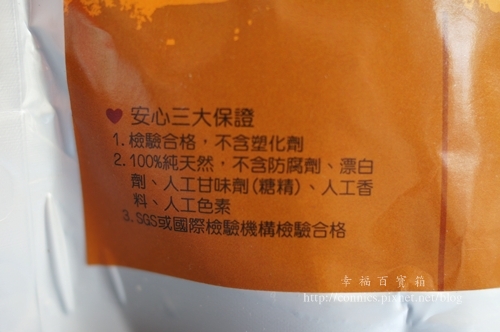 ♥ 安心三大保證
1. 檢驗合格，不含塑化劑
2. 100%純天然，不含防腐劑、漂白
劑、人工甘味劑(糖精)、人工香
料、人工色素
3. SGS或國際檢驗機構檢驗合格
幸福百寶箱
http://connies.pixnet.net/blog